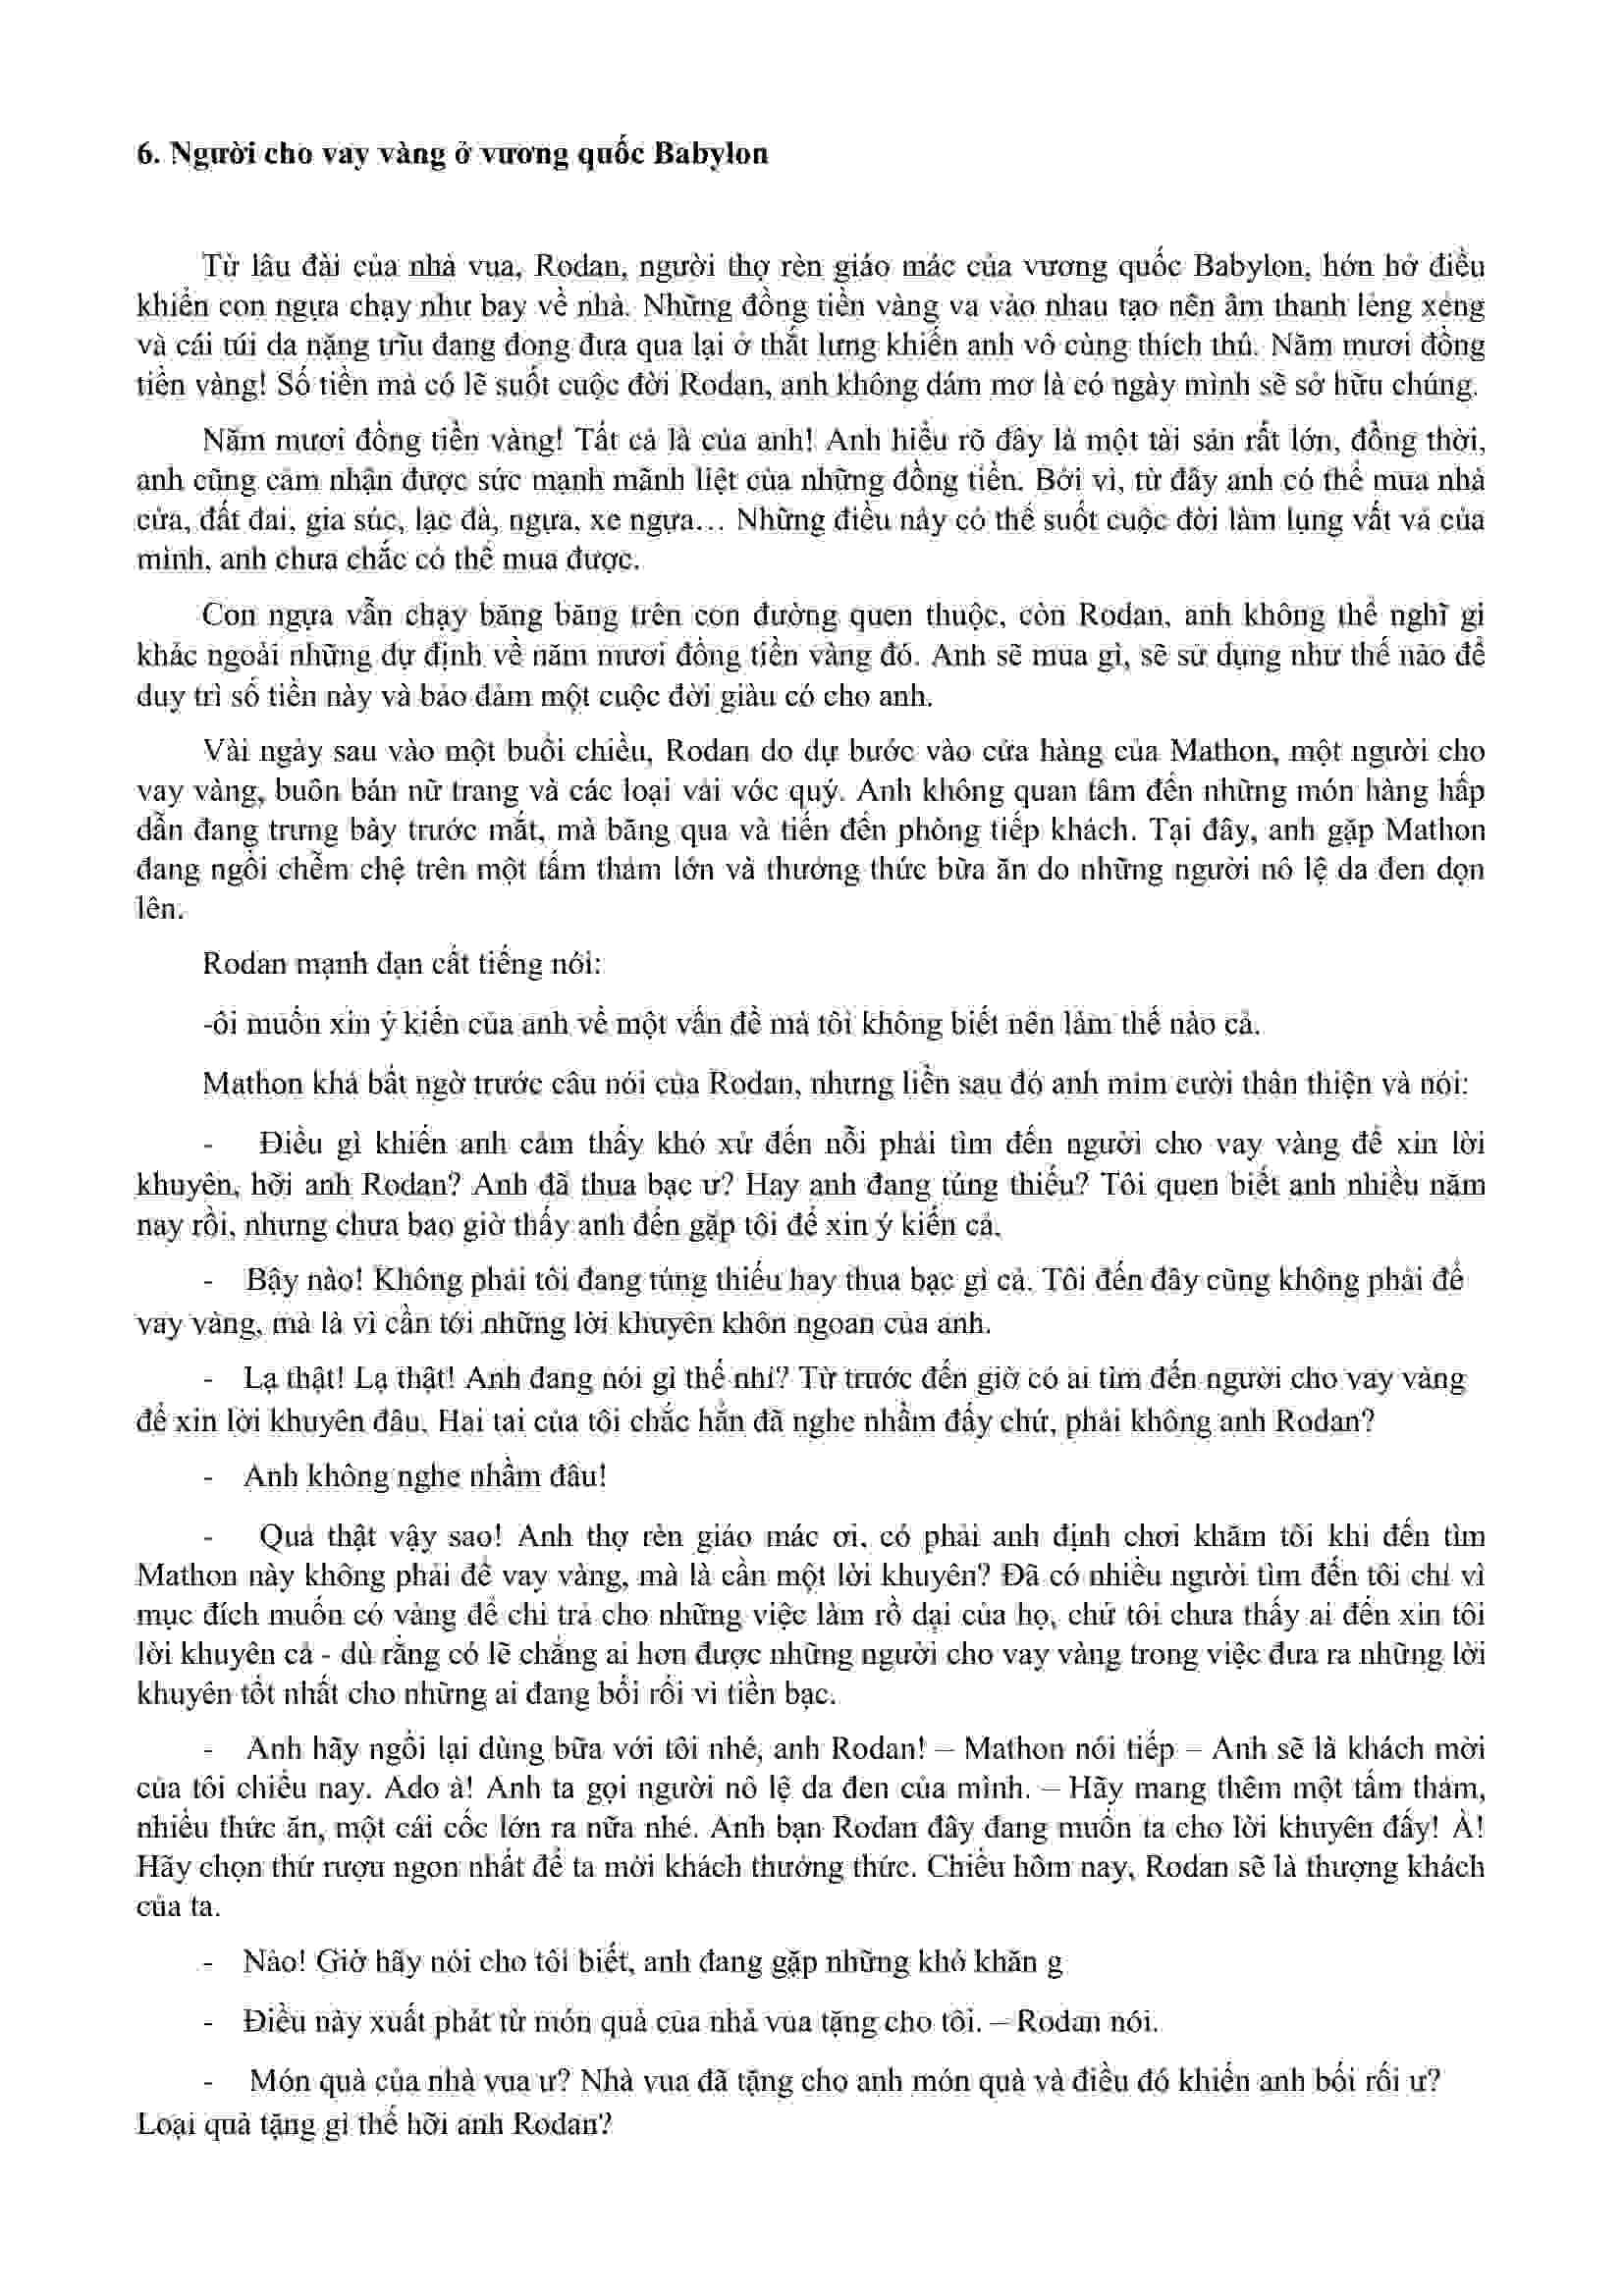 6. Người cho vay vàng ở vương quốc Babylon
Từ lâu đài của nhà vua, Rodan, người thợ rèn giáo mác của vương quốc Babylon, hớn hở điều
khiển con ngựa chạy như bay về nhà. Những đồng tiền vàng va vào nhau tạo nên âm thanh lẻng xẻng
và cái túi da nặng trĩu đang đong đưa qua lại ở thắt lưng khiến anh vô cùng thích thú. Năm mươi đồng
tiền vàng! Số tiền mà có lẽ suốt cuộc đời Rodan, anh không dám mơ là có ngày mình sẽ sở hữu chúng.
Năm mươi đồng tiền vàng! Tất cả là của anh! Anh hiểu rõ đây là một tài sản rất lớn, đồng thời,
anh cũng cảm nhận được sức mạnh mãnh liệt của những đồng tiền. Bởi vì, từ đây anh có thể mua nhà
cửa, đất đai, gia súc, lạc đà, ngựa, xe ngựa… Những điều này có thể suốt cuộc đời làm lụng vất vả của
mình, anh chưa chắc có thể mua được.
Con ngựa vẫn chạy băng băng trên con đường quen thuộc, còn Rodan, anh không thể nghĩ gì
khác ngoài những dự định về năm mươi đồng tiền vàng đó. Anh sẽ mua gì, sẽ sử dụng như thế nào để
duy trì số tiền này và bảo đảm một cuộc đời giàu có cho anh.
Vài ngày sau vào một buổi chiều, Rodan do dự bước vào cửa hàng của Mathon, một người cho
vay vàng, buôn bán nữ trang và các loại vải vóc quý. Anh không quan tâm đến những món hàng hấp
dẫn đang trưng bày trước mắt, mà băng qua và tiến đến phòng tiếp khách. Tại đây, anh gặp Mathon
đang ngồi chễm chệ trên một tấm thảm lớn và thưởng thức bữa ăn do những người nô lệ da đen dọn
lên.
Rodan mạnh dạn cất tiếng nói:
-ôi muốn xin ý kiến của anh về một vấn đề mà tôi không biết nên làm thế nào cả.
Mathon khá bất ngờ trước câu nói của Rodan, nhưng liền sau đó anh mỉm cười thân thiện và nói:
- Điều gì khiến anh cảm thấy khó xử đến nỗi phải tìm đến người cho vay vàng để xin lời
khuyên, hỡi anh Rodan? Anh đã thua bạc ư? Hay anh đang túng thiếu? Tôi quen biết anh nhiều năm
nay rồi, nhưng chưa bao giờ thấy anh đến gặp tôi để xin ý kiến cả.
- Bậy nào! Không phải tôi đang túng thiếu hay thua bạc gì cả. Tôi đến đây cũng không phải để
vay vàng, mà là vì cần tới những lời khuyên khôn ngoan của anh.
- Lạ thật! Lạ thật! Anh đang nói gì thế nhỉ? Từ trước đến giờ có ai tìm đến người cho vay vàng
để xin lời khuyên đâu. Hai tai của tôi chắc hẳn đã nghe nhầm đấy chứ, phải không anh Rodan?
- Anh không nghe nhầm đâu!
- Quả thật vậy sao! Anh thợ rèn giáo mác ơi, có phải anh định chơi khăm tôi khi đến tìm
Mathon này không phải để vay vàng, mà là cần một lời khuyên? Đã có nhiều người tìm đến tôi chỉ vì
mục đích muốn có vàng để chi trả cho những việc làm rồ dại của họ, chứ tôi chưa thấy ai đến xin tôi
lời khuyên cả - dù rằng có lẽ chẳng ai hơn được những người cho vay vàng trong việc đưa ra những lời
khuyên tốt nhất cho những ai đang bối rối vì tiền bạc.
- Anh hãy ngồi lại dùng bữa với tôi nhé, anh Rodan! – Mathon nói tiếp – Anh sẽ là khách mời
của tôi chiều nay. Ado à! Anh ta gọi người nô lệ da đen của mình. – Hãy mang thêm một tấm thảm,
nhiều thức ăn, một cái cốc lớn ra nữa nhé. Anh bạn Rodan đây đang muốn ta cho lời khuyên đấy! À!
Hãy chọn thứ rượu ngon nhất để ta mời khách thưởng thức. Chiều hôm nay, Rodan sẽ là thượng khách
của ta.
- Nào! Giờ hãy nói cho tôi biết, anh đang gặp những khó khăn g
- Điều này xuất phát từ món quà của nhà vua tặng cho tôi. – Rodan nói.
- Món quà của nhà vua ư? Nhà vua đã tặng cho anh món quà và điều đó khiến anh bối rối ư?
Loại quà tặng gì thế hỡi anh Rodan?